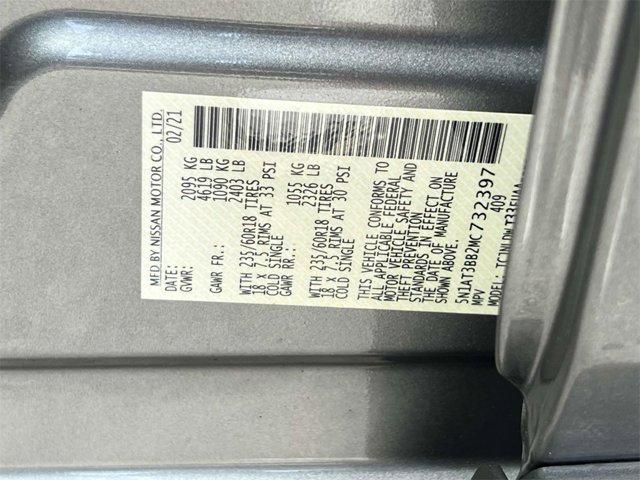 MFD BY NISSAN MOTOR CO., LTD.
DATE: 02/21
GVWR: 2095 KG
4619 LB
GAWR FR.: 1090 KG
2403 LB
WITH 235/60R18 TIRES
18 X 7.5 RIMS AT 33 PSI
COLD SINGLE
GAWR RR.: 1055 KG
2326 LB
WITH 235/60R18 TIRES
18 X 7.5 RIMS AT 30 PSI
COLD SINGLE
THIS VEHICLE CONFORMS TO
ALL APPLICABLE FEDERAL
MOTOR VEHICLE SAFETY AND
THEFT PREVENTION
STANDARDS IN EFFECT ON
THE DATE OF MANUFACTURE
SHOWN ABOVE.
5N1AT3BB2MC732397
MPV 409
MODEL: